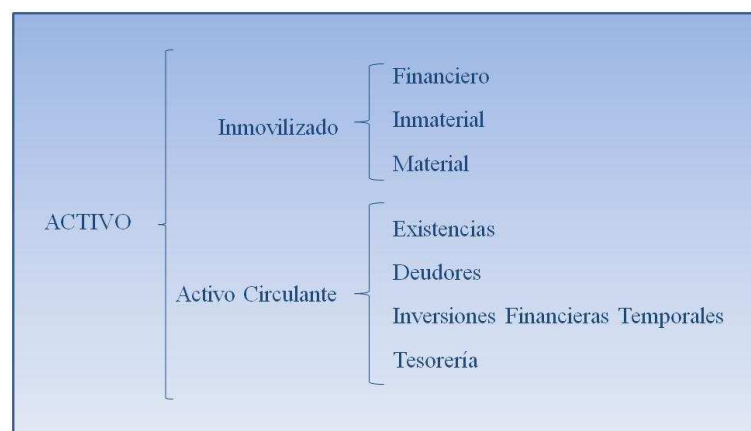 ACTIVO
Inmovilizado
Financiero
Inmaterial
Material
Activo Circulante
Existencias
Deudores
Inversiones Financieras Temporales
Tesorería